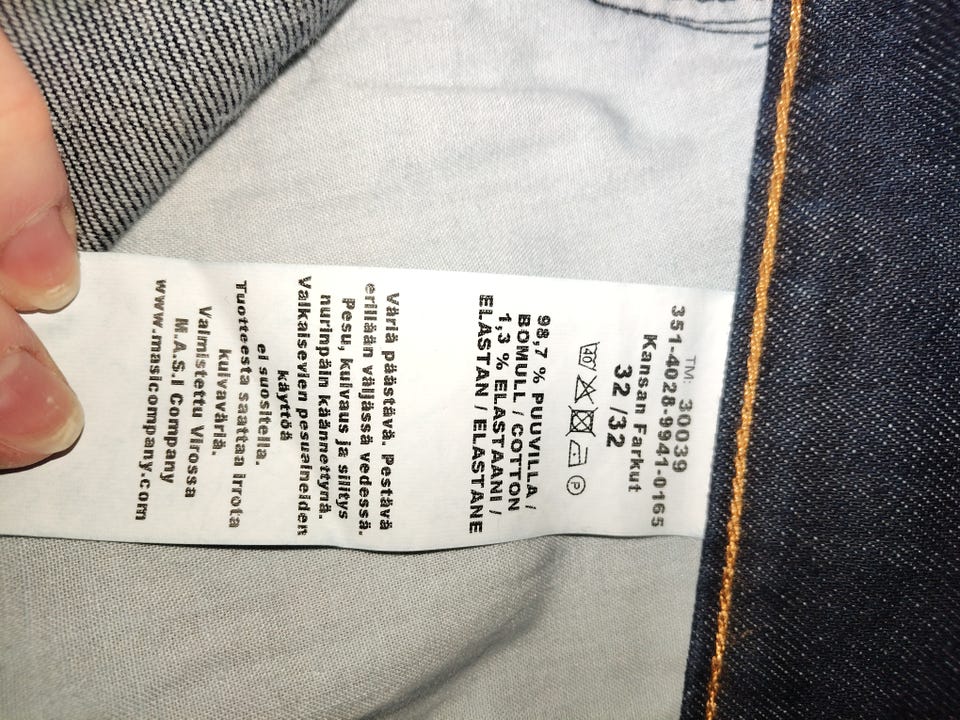 TM: 30039
351-4028-9941-0165
Kansan Farkut
32 /32
40
P
98,7 % PUUVILLA /
BOMULL / COTTON
1,3 % ELASTAANI /
ELASTAN / ELASTANE
Väriä päästävä. Pestävä
erillään väljässä vedessä.
Pesu, kuivaus ja silitys
nurinpäin käännettynä.
Valkaisevien pesuaineiden
käyttöä
ei suositella.
Tuotteesta saattaa irrota
kuivaväriä.
Valmistettu Virossa
M.A.S.I Company
www.masicompany.com